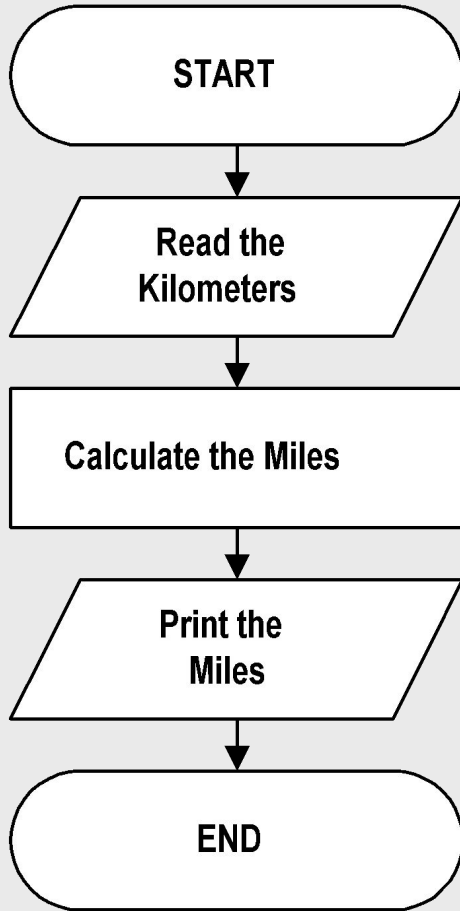 START
Read the
Kilometers
Calculate the Miles
Print the
Miles
END